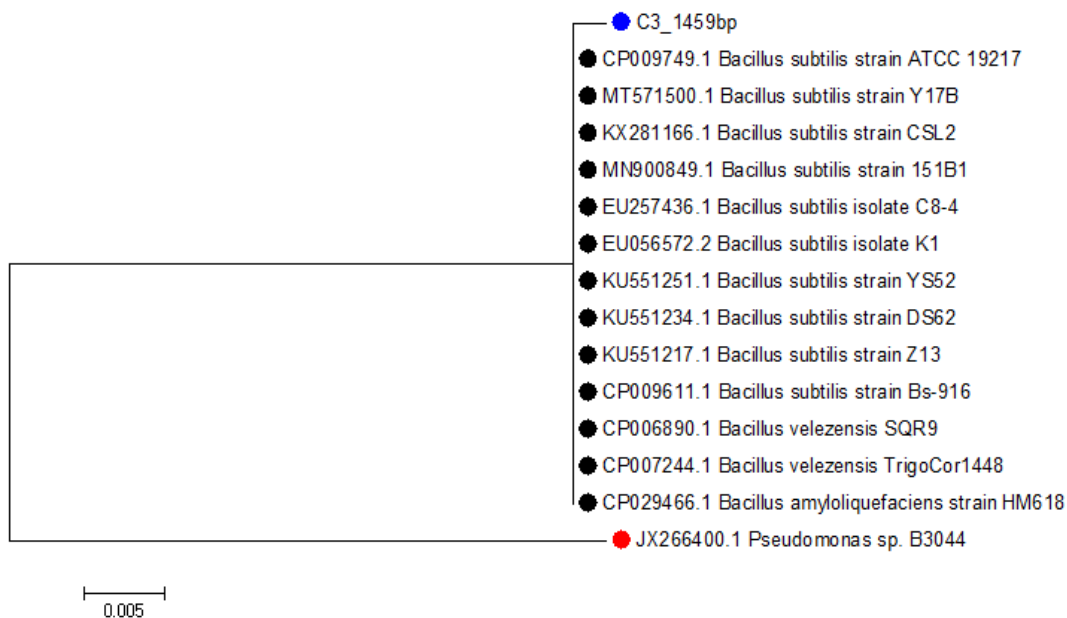 C3_1459bp
CP009749.1 Bacillus subtilis strain ATCC 19217
MT571500.1 Bacillus subtilis strain Y17B
KX281166.1 Bacillus subtilis strain CSL2
MN900849.1 Bacillus subtilis strain 151B1
EU257436.1 Bacillus subtilis isolate C8-4
EU056572.2 Bacillus subtilis isolate K1
KU551251.1 Bacillus subtilis strain YS52
KU551234.1 Bacillus subtilis strain DS62
KU551217.1 Bacillus subtilis strain Z13
CP009611.1 Bacillus subtilis strain Bs-916
CP006890.1 Bacillus velezensis SQR9
CP007244.1 Bacillus velezensis TrigoCor1448
CP029466.1 Bacillus amyloliquefaciens strain HM618
JX266400.1 Pseudomonas sp. B3044
0.005